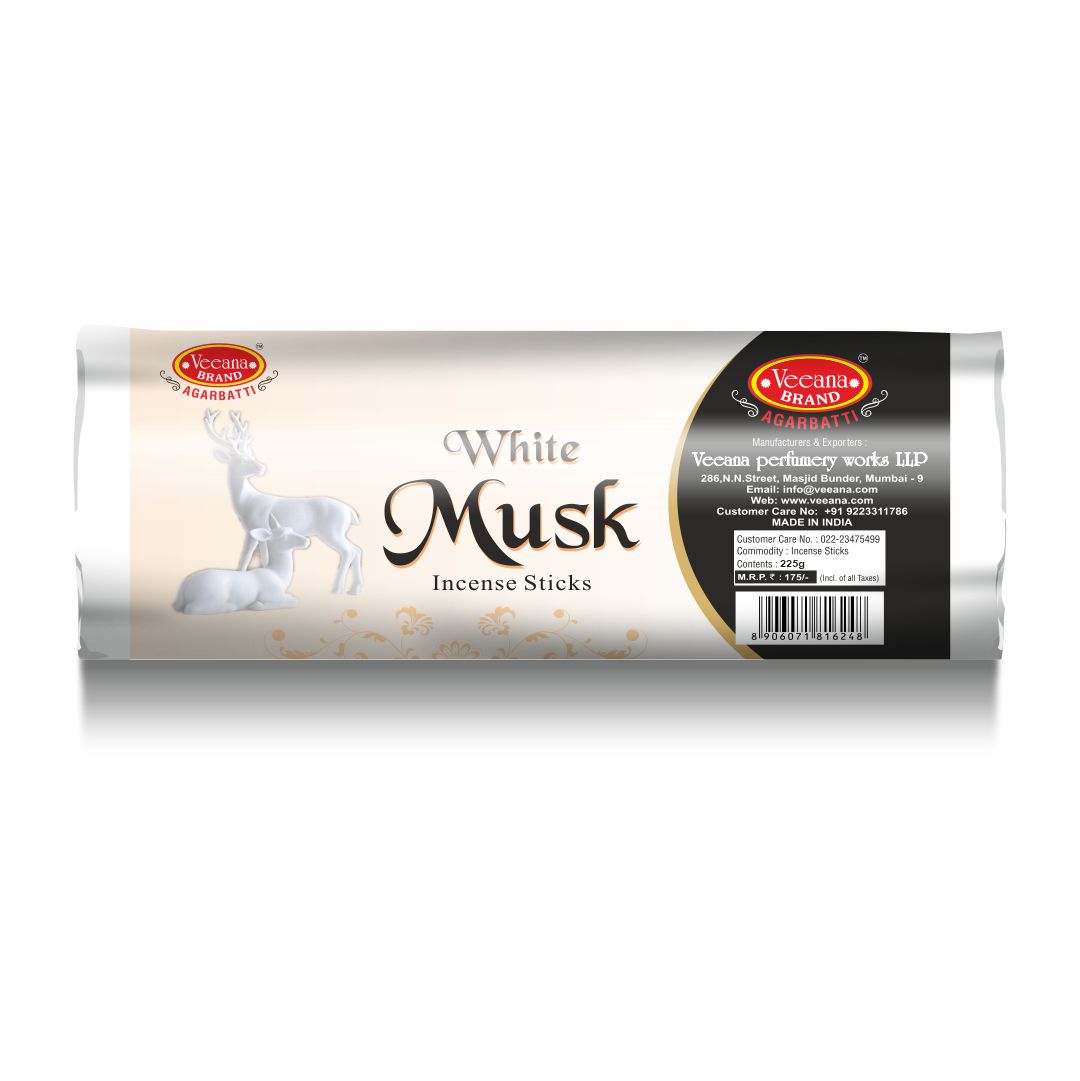 Veeana
BRAND
AGARBATTI
TM
White
Musk
Incense Sticks
Veeana
BRAND
AGARBATTI
TM
Manufacturers & Exporters :
Veeana perfumery works LLP
286,N.N.Street, Masjid Bunder, Mumbai - 9
Email: info@veeana.com
Web: www.veeana.com
Customer Care No: +91 9223311786
MADE IN INDIA
Customer Care No. : 022-23475499
Commodity : Incense Sticks
Contents : 225g
M.R.P. ₹ : 175/- (Incl. of all Taxes)
8 906071 816248